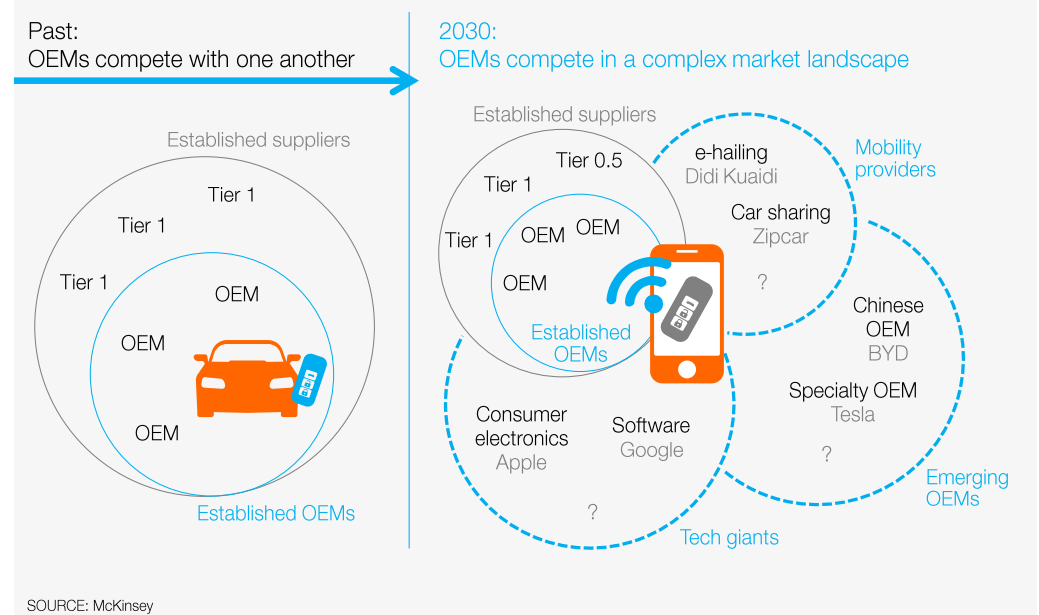 Past:
OEMs compete with one another
2030:
OEMs compete in a complex market landscape
Established suppliers
Tier 1
Tier 1
Tier 1
OEM
OEM
OEM
Established OEMs
Established suppliers
Tier 0.5
Tier 1
Tier 1
OEM
OEM
OEM
Established
OEMs
e-hailing
Didi Kuaidi
Car sharing
Zipcar
?
Mobility
providers
Chinese
OEM
BYD
Specialty OEM
Tesla
?
Emerging
OEMs
Consumer
electronics
Apple
Software
Google
?
Tech giants
SOURCE: McKinsey